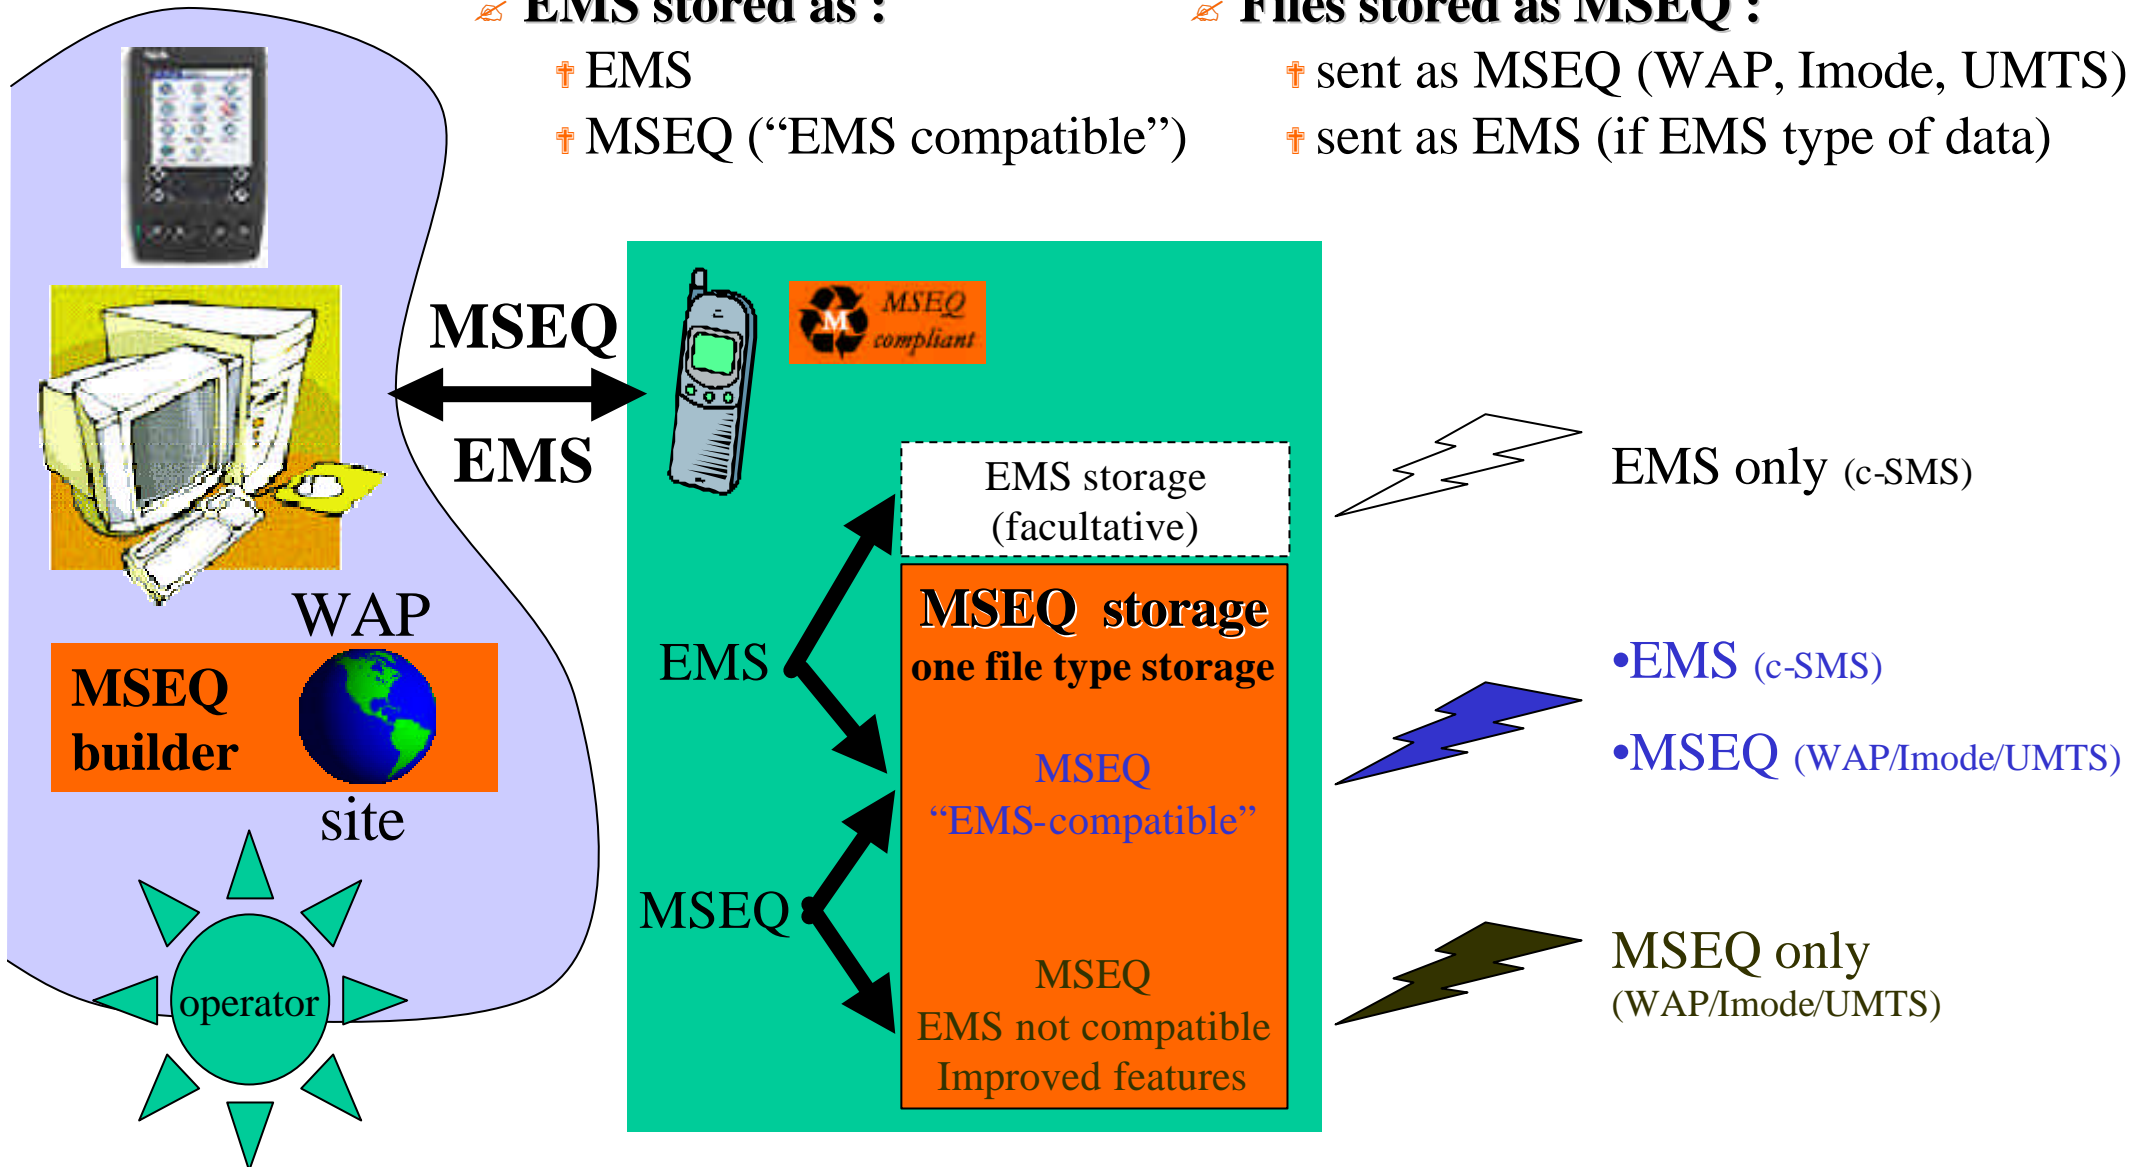 EMS stored as :
EMS
MSEQ (“EMS compatible”)
Files stored as MSEQ :
sent as MSEQ (WAP, Imode, UMTS)
sent as EMS (if EMS type of data)
MSEQ
EMS
MSEQ
compliant
M
WAP
MSEQ
builder
site
operator
EMS
MSEQ
EMS storage
(facultative)
MSEQ storage
one file type storage
MSEQ
“EMS-compatible”
MSEQ
EMS not compatible
Improved features
EMS only (c-SMS)
•EMS (c-SMS)
•MSEQ (WAP/Imode/UMTS)
MSEQ only
(WAP/Imode/UMTS)